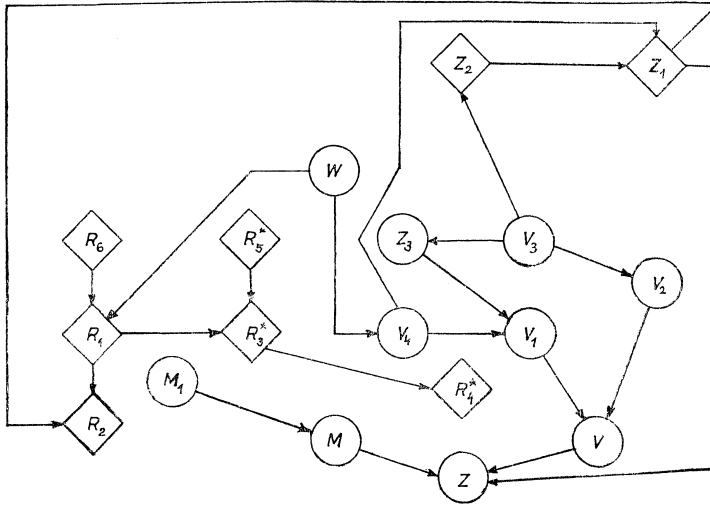 Z₂
Z₁
W
R₆
R₅*
Z₃
V₃
V₂
R₁
R₃*
V₄
V₁
M₁
R₄*
R₂
M
V
Z